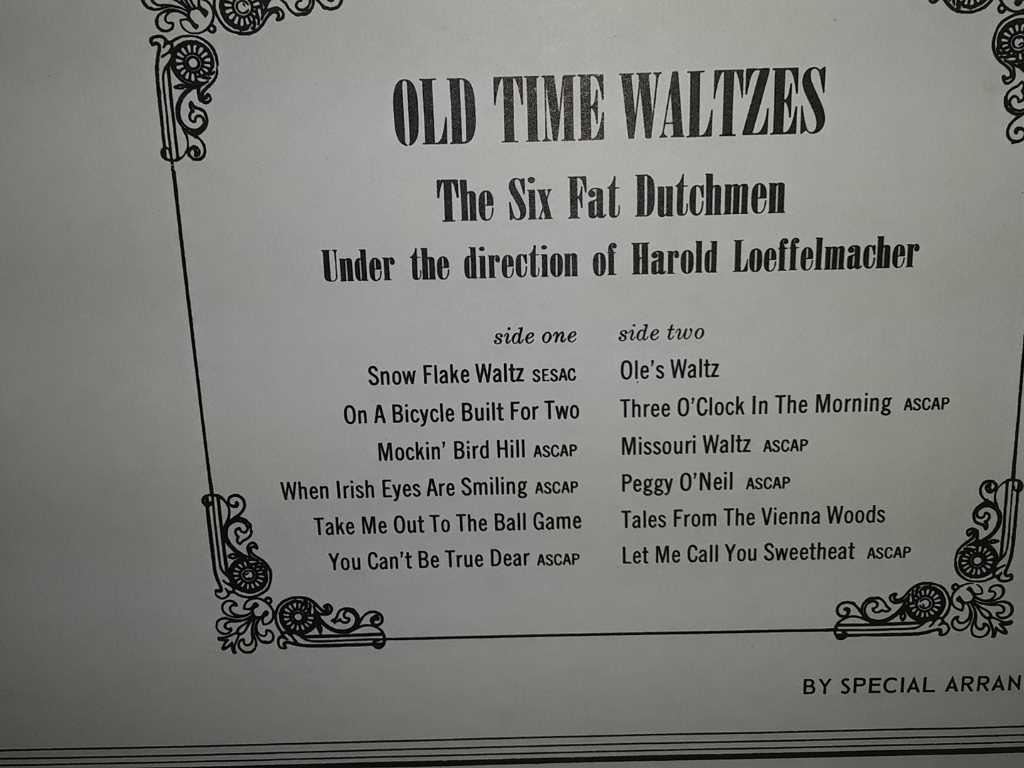 OLD TIME WALTZES
The Six Fat Dutchmen
Under the direction of Harold Loeffelmacher
side one
Snow Flake Waltz SESAC
On A Bicycle Built For Two
Mockin' Bird Hill ASCAP
When Irish Eyes Are Smiling ASCAP
Take Me Out To The Ball Game
You Can't Be True Dear ASCAP
side two
Ole's Waltz
Three O'Clock In The Morning ASCAP
Missouri Waltz ASCAP
Peggy O'Neil ASCAP
Tales From The Vienna Woods
Let Me Call You Sweetheat ASCAP
BY SPECIAL ARRAN